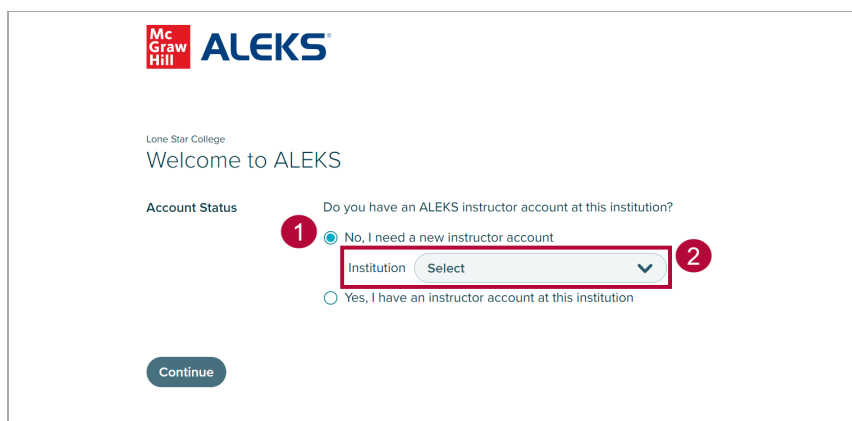 Mc
Graw
Hill
ALEKS®
Lone Star College
Welcome to ALEKS
Account Status
Do you have an ALEKS instructor account at this institution?
1
No, I need a new instructor account
Institution Select
2
Yes, I have an instructor account at this institution
Continue